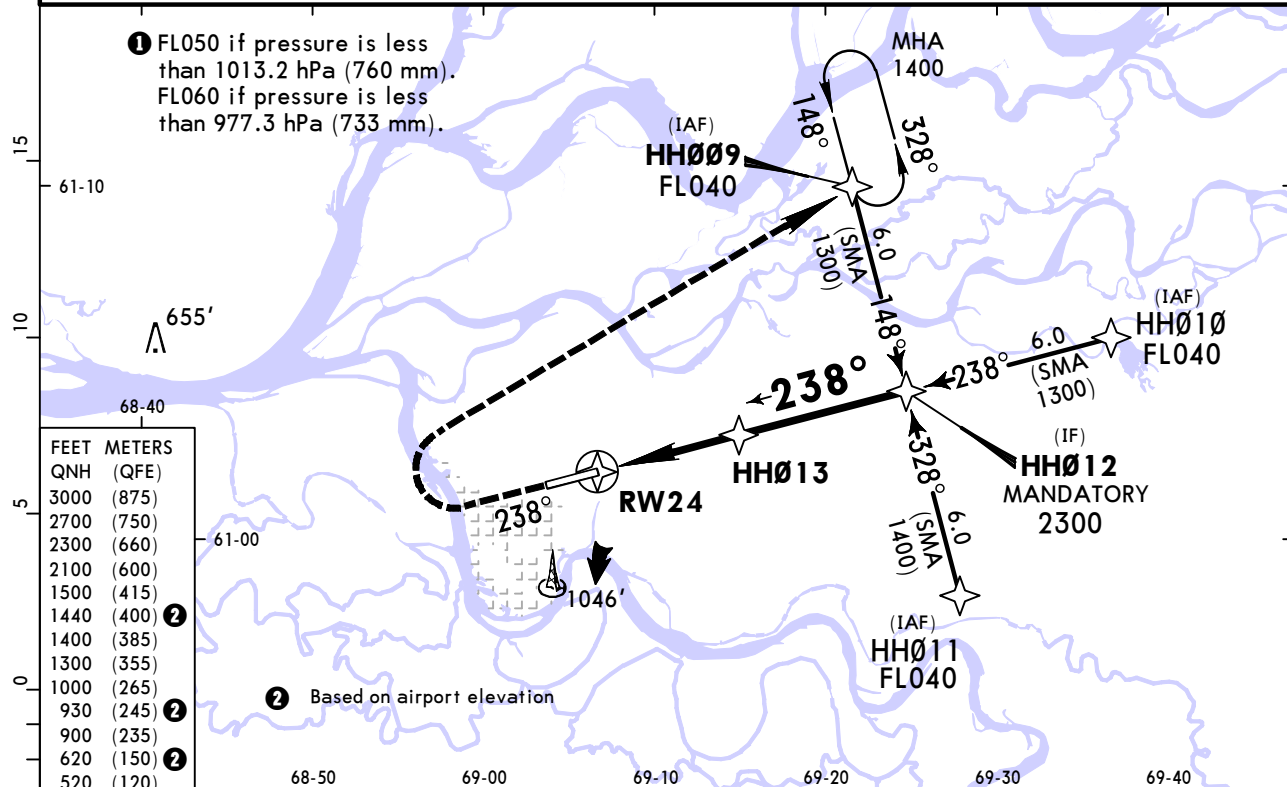 ❶ FL050 if pressure is less
than 1013.2 hPa (760 mm).
FL060 if pressure is less
than 977.3 hPa (733 mm).
MHA
1400
148°
328°
(IAF)
HHØØ9
FL040
15
61-10
6.0
(SMA
1300)
148°
(IAF)
HHØ1Ø
FL040
6.0
238°
(SMA
1300)
655'
10
238°
68-40
HHØ13
(IF)
HHØ12
MANDATORY
2300
RW24
238°
328°
6.0
(SMA
1400)
5
61-00
1046'
(IAF)
HHØ11
FL040
FEET METERS
QNH (QFE)
3000 (875)
2700 (750)
2300 (660)
2100 (600)
1500 (415)
1440 (400) ❷
1400 (385)
1300 (355)
1000 (265)
930 (245) ❷
900 (235)
620 (150) ❷
520 (120)
0
❷ Based on airport elevation
68-50
69-00
69-10
69-20
69-30
69-40